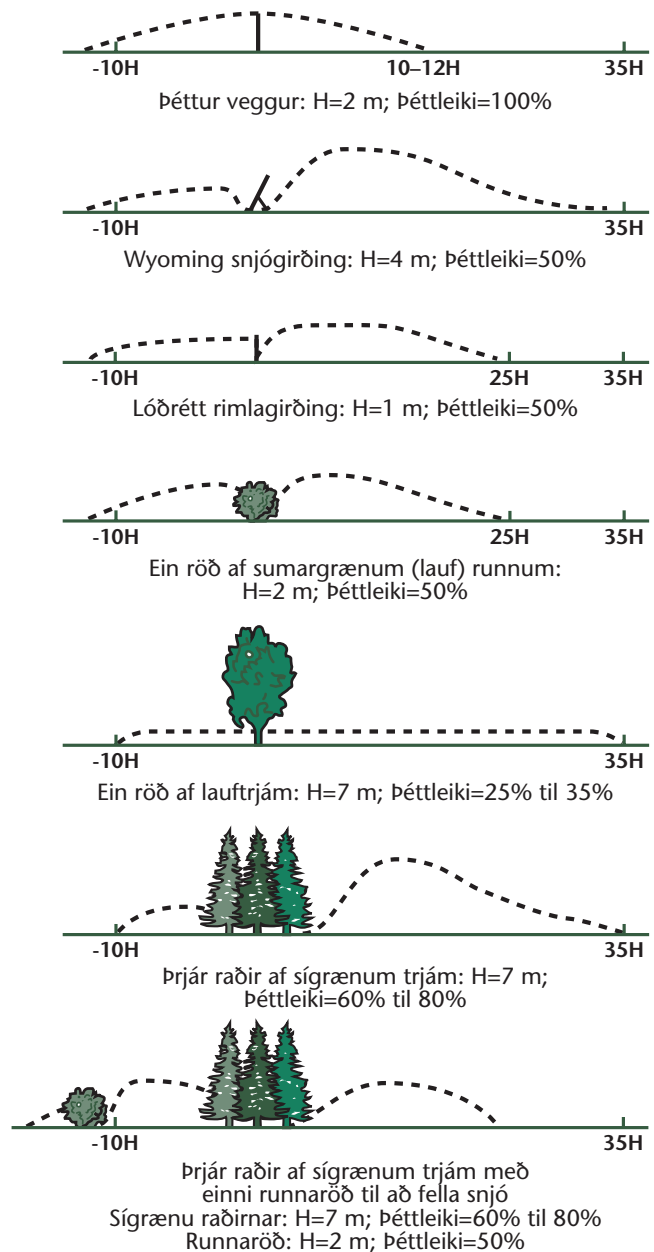 -10H 10–12H 35H
Þéttur veggur: H=2 m; Þéttleiki=100%
-10H 35H
Wyoming snjógirðing: H=4 m; Þéttleiki=50%
-10H 25H 35H
Lóðrétt rimlagirðing: H=1 m; Þéttleiki=50%
-10H 25H 35H
Ein röð af sumargrænum (lauf) runnum:
H=2 m; Þéttleiki=50%
-10H 35H
Ein röð af lauftrjám: H=7 m; Þéttleiki=25% til 35%
-10H 35H
Þrjár raðir af sígrænum trjám: H=7 m;
Þéttleiki=60% til 80%
-10H 35H
Þrjár raðir af sígrænum trjám með
einni runnaröð til að fella snjó
Sígrænu raðirnar: H=7 m; Þéttleiki=60% til 80%
Runnaröð: H=2 m; Þéttleiki=50%